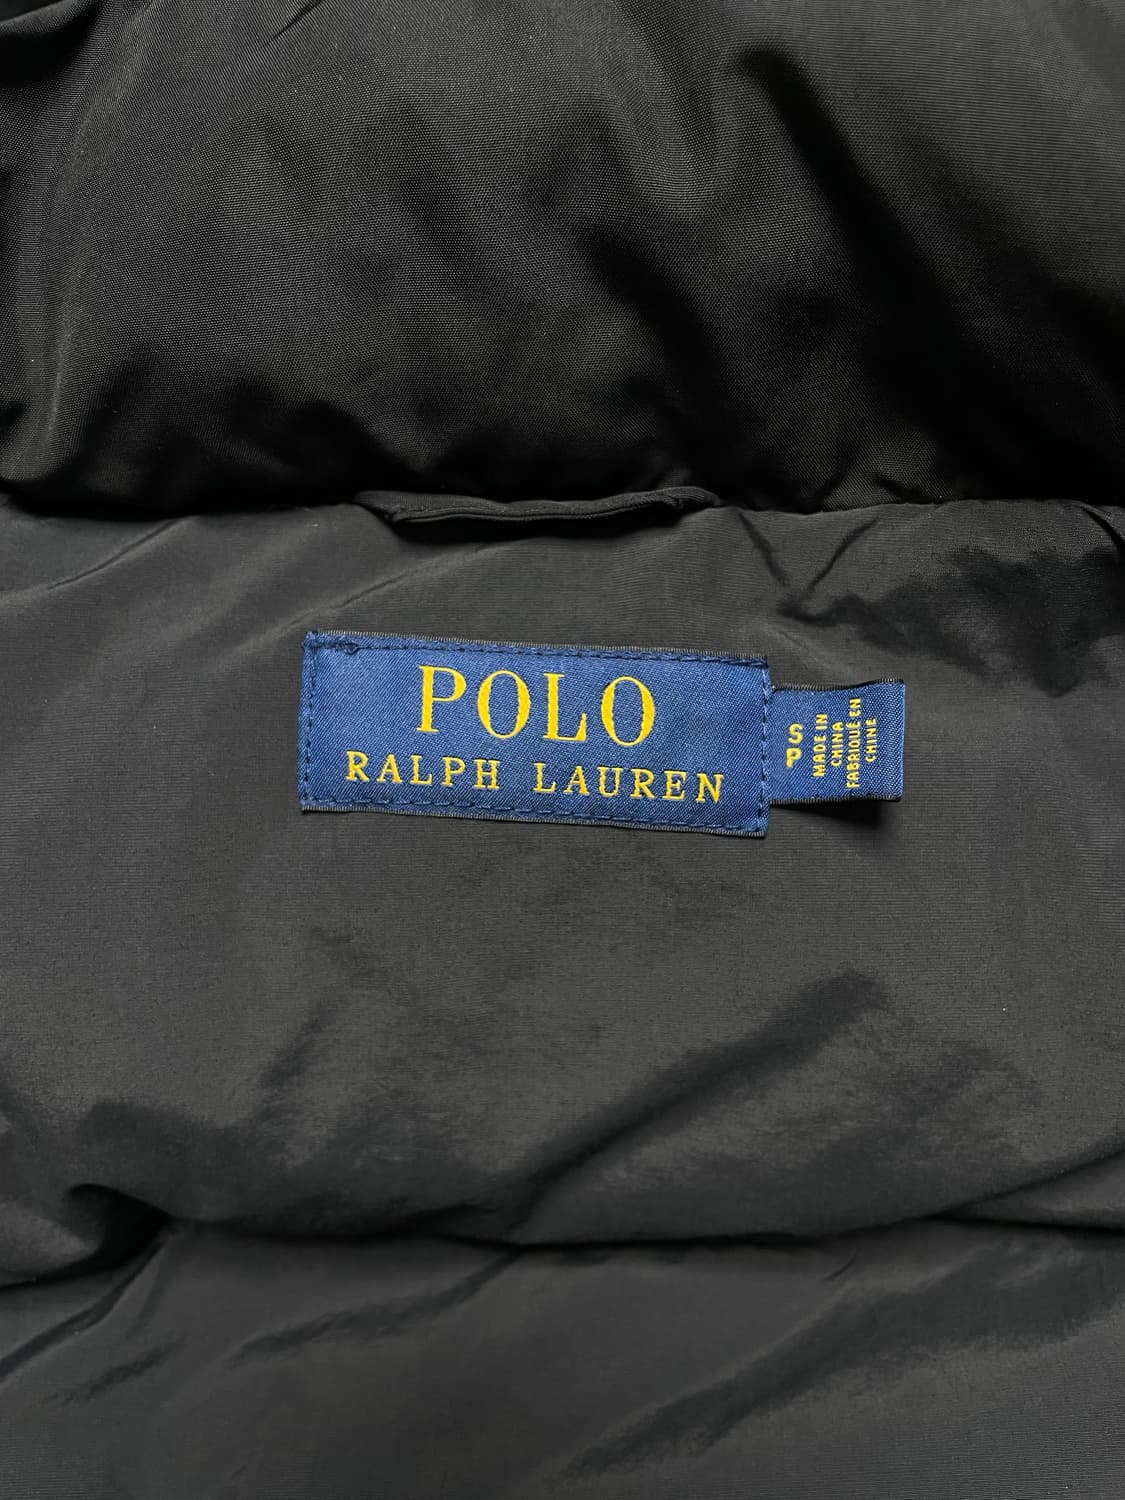 POLO
RALPH LAUREN
S
P
MADE IN
CHINA
FABRIQUÉ EN
CHINE